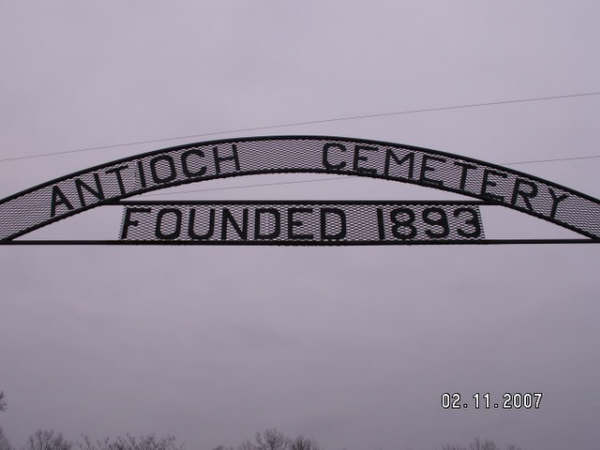 ANTIOCH CEMETERY
FOUNDED 1893
02.11.2007